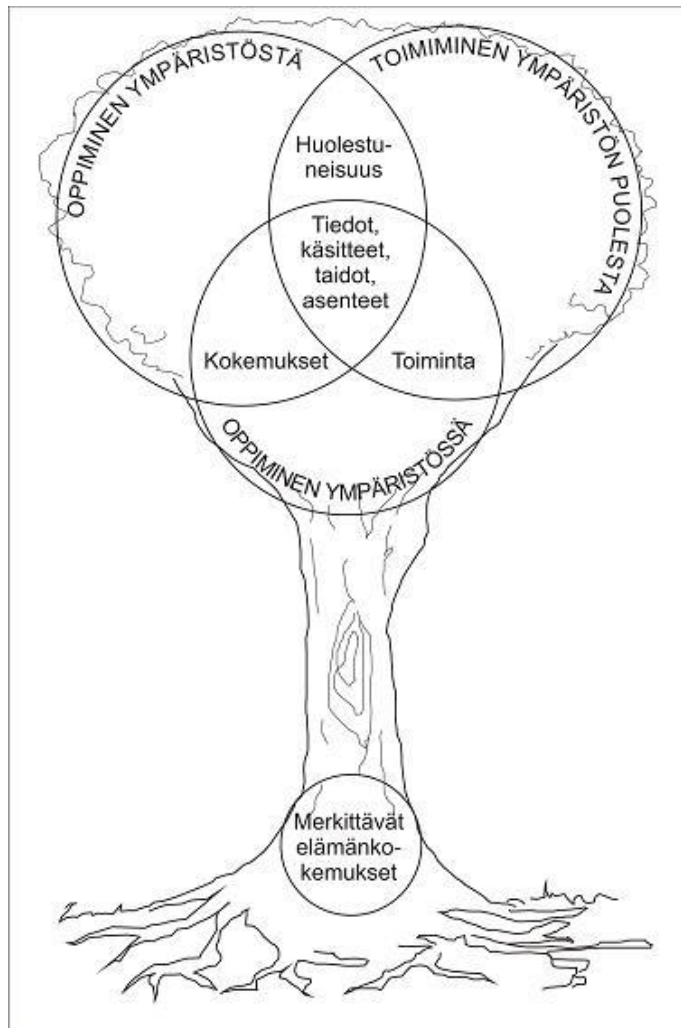 OPPIMINEN YMPÄRISTÖSTÄ
TOIMIMINEN YMPÄRISTÖN PUOLESTA
Huolestu-
neisuus
Tiedot,
käsitteet,
taidot,
asenteet
Kokemukset
Toiminta
OPPIMINEN YMPÄRISTÖSSÄ
Merkittävät
elämänko-
kemukset